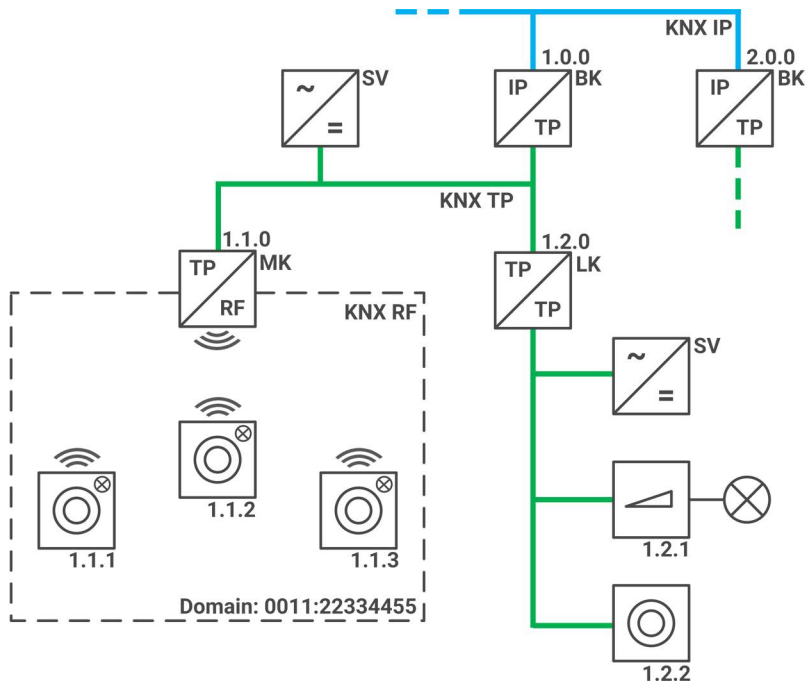 KNX IP
1.0.0
2.0.0
SV
IP
BK
IP
BK
~
=
TP
TP
KNX TP
1.1.0
1.2.0
TP
MK
TP
LK
RF
KNX RF
TP
SV
~
=
1.1.2
1.2.1
1.1.1
1.1.3
Domain: 0011:22334455
1.2.2